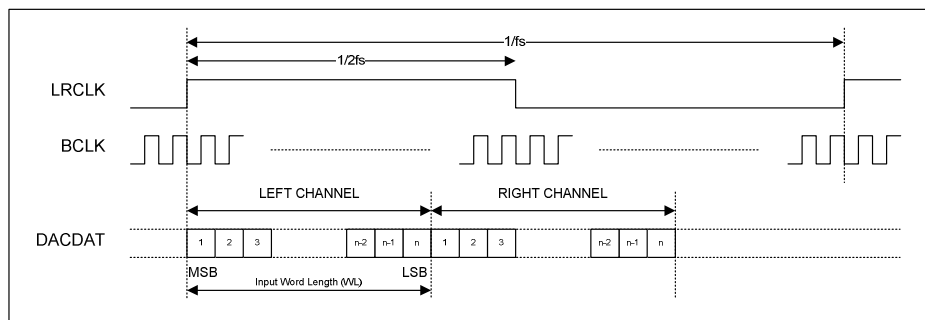 1/fs
1/2fs
LRCLK
BCLK
LEFT CHANNEL RIGHT CHANNEL
DACDAT 1 2 3 n-2 n-1 n 1 2 3 n-2 n-1 n
MSB LSB
Input Word Length (WL)